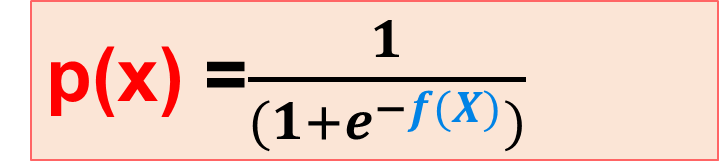 p(x) = 1
(1+e^{-f(X)})